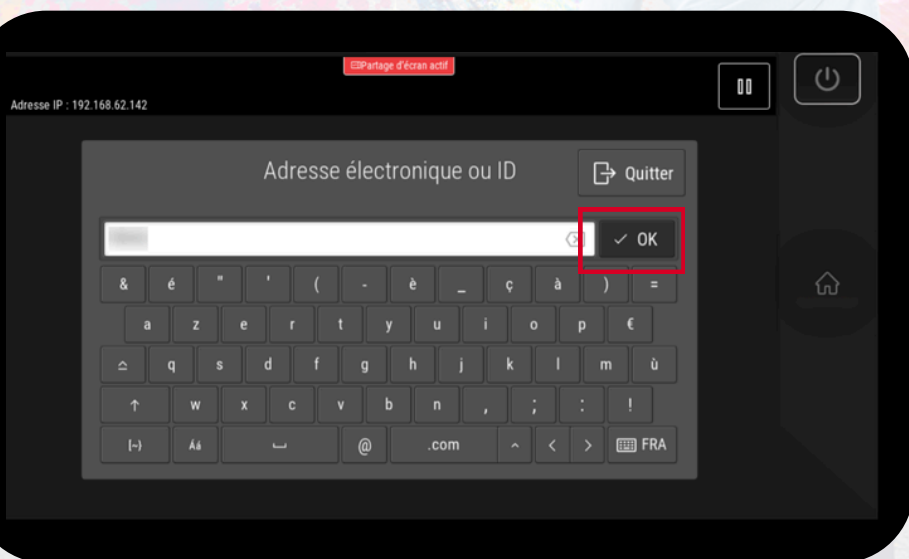 Partage d'écran actif
Adresse IP : 192.168.62.142
Adresse électronique ou ID
Quitter
OK
& é " ' ( - è _ ç à ) =
a z e r t y u i o p €
q s d f g h j k l m ù
w x c v b n , ; : !
[~} Áá @ .com ^ < > FRA